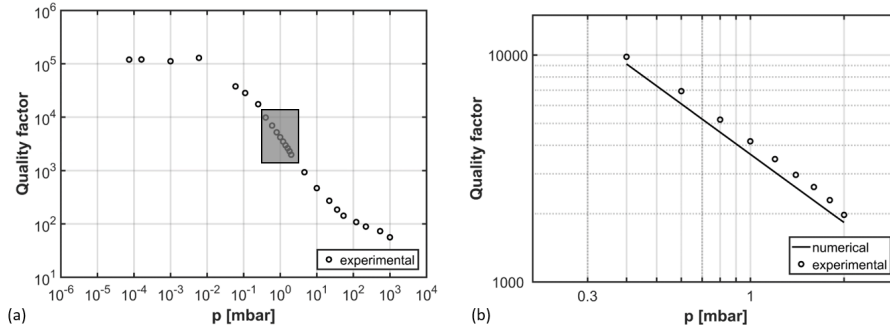 10^6
10^5
10^4
10^3
10^2
10^1
Quality factor
experimental
10^-6 10^-5 10^-4 10^-3 10^-2 10^-1 10^0 10^1 10^2 10^3 10^4
(a) p [mbar]
10000
1000
Quality factor
numerical
experimental
0.3 1
(b) p [mbar]